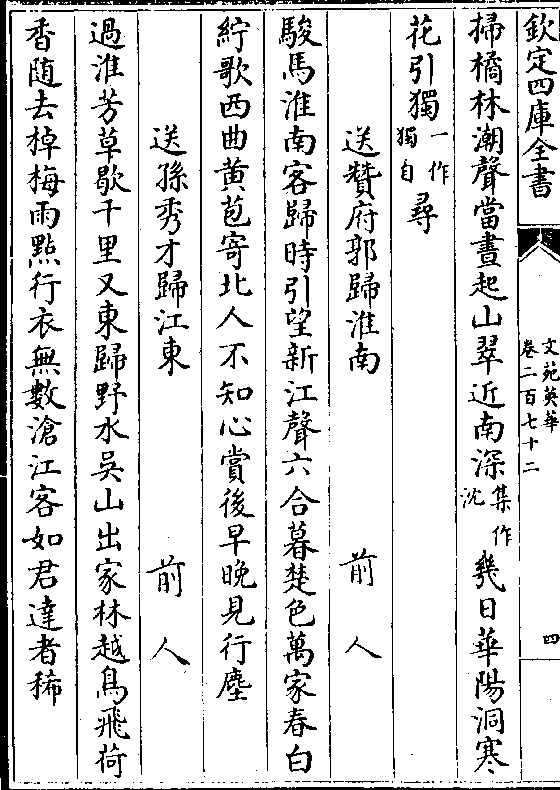 欽定四庫全書
文苑英華
卷二百七十二
四
掃橘林潮聲當晝起山翠近南深集作沈幾日華陽洞寒
花引獨一作獨自尋
送贊府郭歸淮南 前人
駿馬淮南客歸時引望新江聲六合暮楚色萬家春白
紵歌西曲黄苞寄北人不知心賞後早晚見行塵
送孫秀才歸江東 前人
過淮芳草歇千里又東歸野水吳山出家林越鳥飛荷
香随去棹梅雨㸃行衣無數滄江客如君達者稀